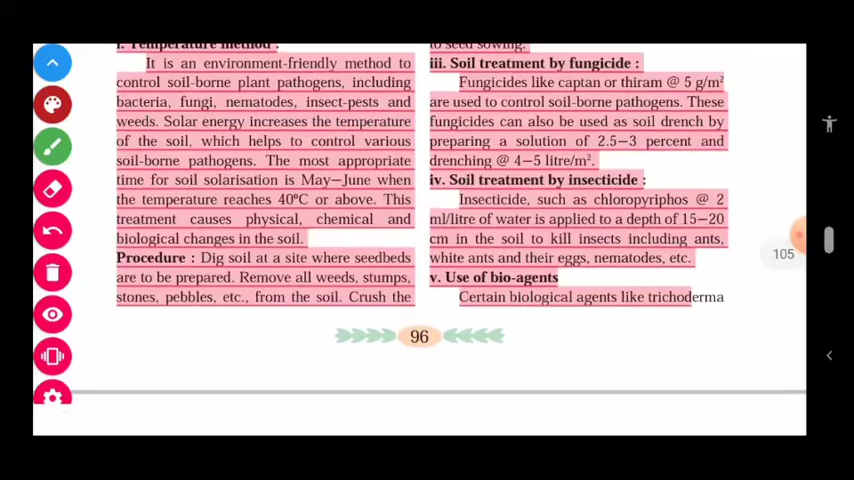 i. Temperature method :
It is an environment-friendly method to
control soil-borne plant pathogens, including
bacteria, fungi, nematodes, insect-pests and
weeds. Solar energy increases the temperature
of the soil, which helps to control various
soil-borne pathogens. The most appropriate
time for soil solarisation is May–June when
the temperature reaches 40ºC or above. This
treatment causes physical, chemical and
biological changes in the soil.
Procedure : Dig soil at a site where seedbeds
are to be prepared. Remove all weeds, stumps,
stones, pebbles, etc., from the soil. Crush the
to seed sowing.
iii. Soil treatment by fungicide :
Fungicides like captan or thiram @ 5 g/m²
are used to control soil-borne pathogens. These
fungicides can also be used as soil drench by
preparing a solution of 2.5–3 percent and
drenching @ 4–5 litre/m².
iv. Soil treatment by insecticide :
Insecticide, such as chloropyriphos @ 2
ml/litre of water is applied to a depth of 15–20
cm in the soil to kill insects including ants,
white ants and their eggs, nematodes, etc.
v. Use of bio-agents
Certain biological agents like trichoderma
96
105